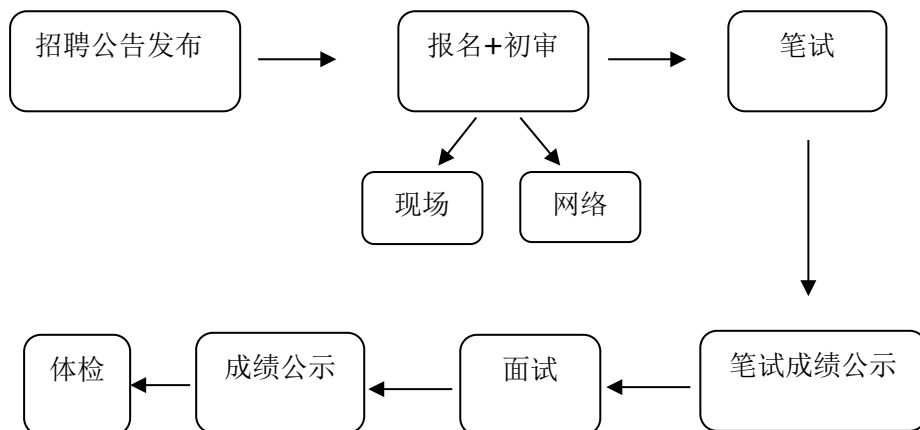 招聘公告发布
报名+初审
笔试
现场
网络
笔试成绩公示
面试
成绩公示
体检